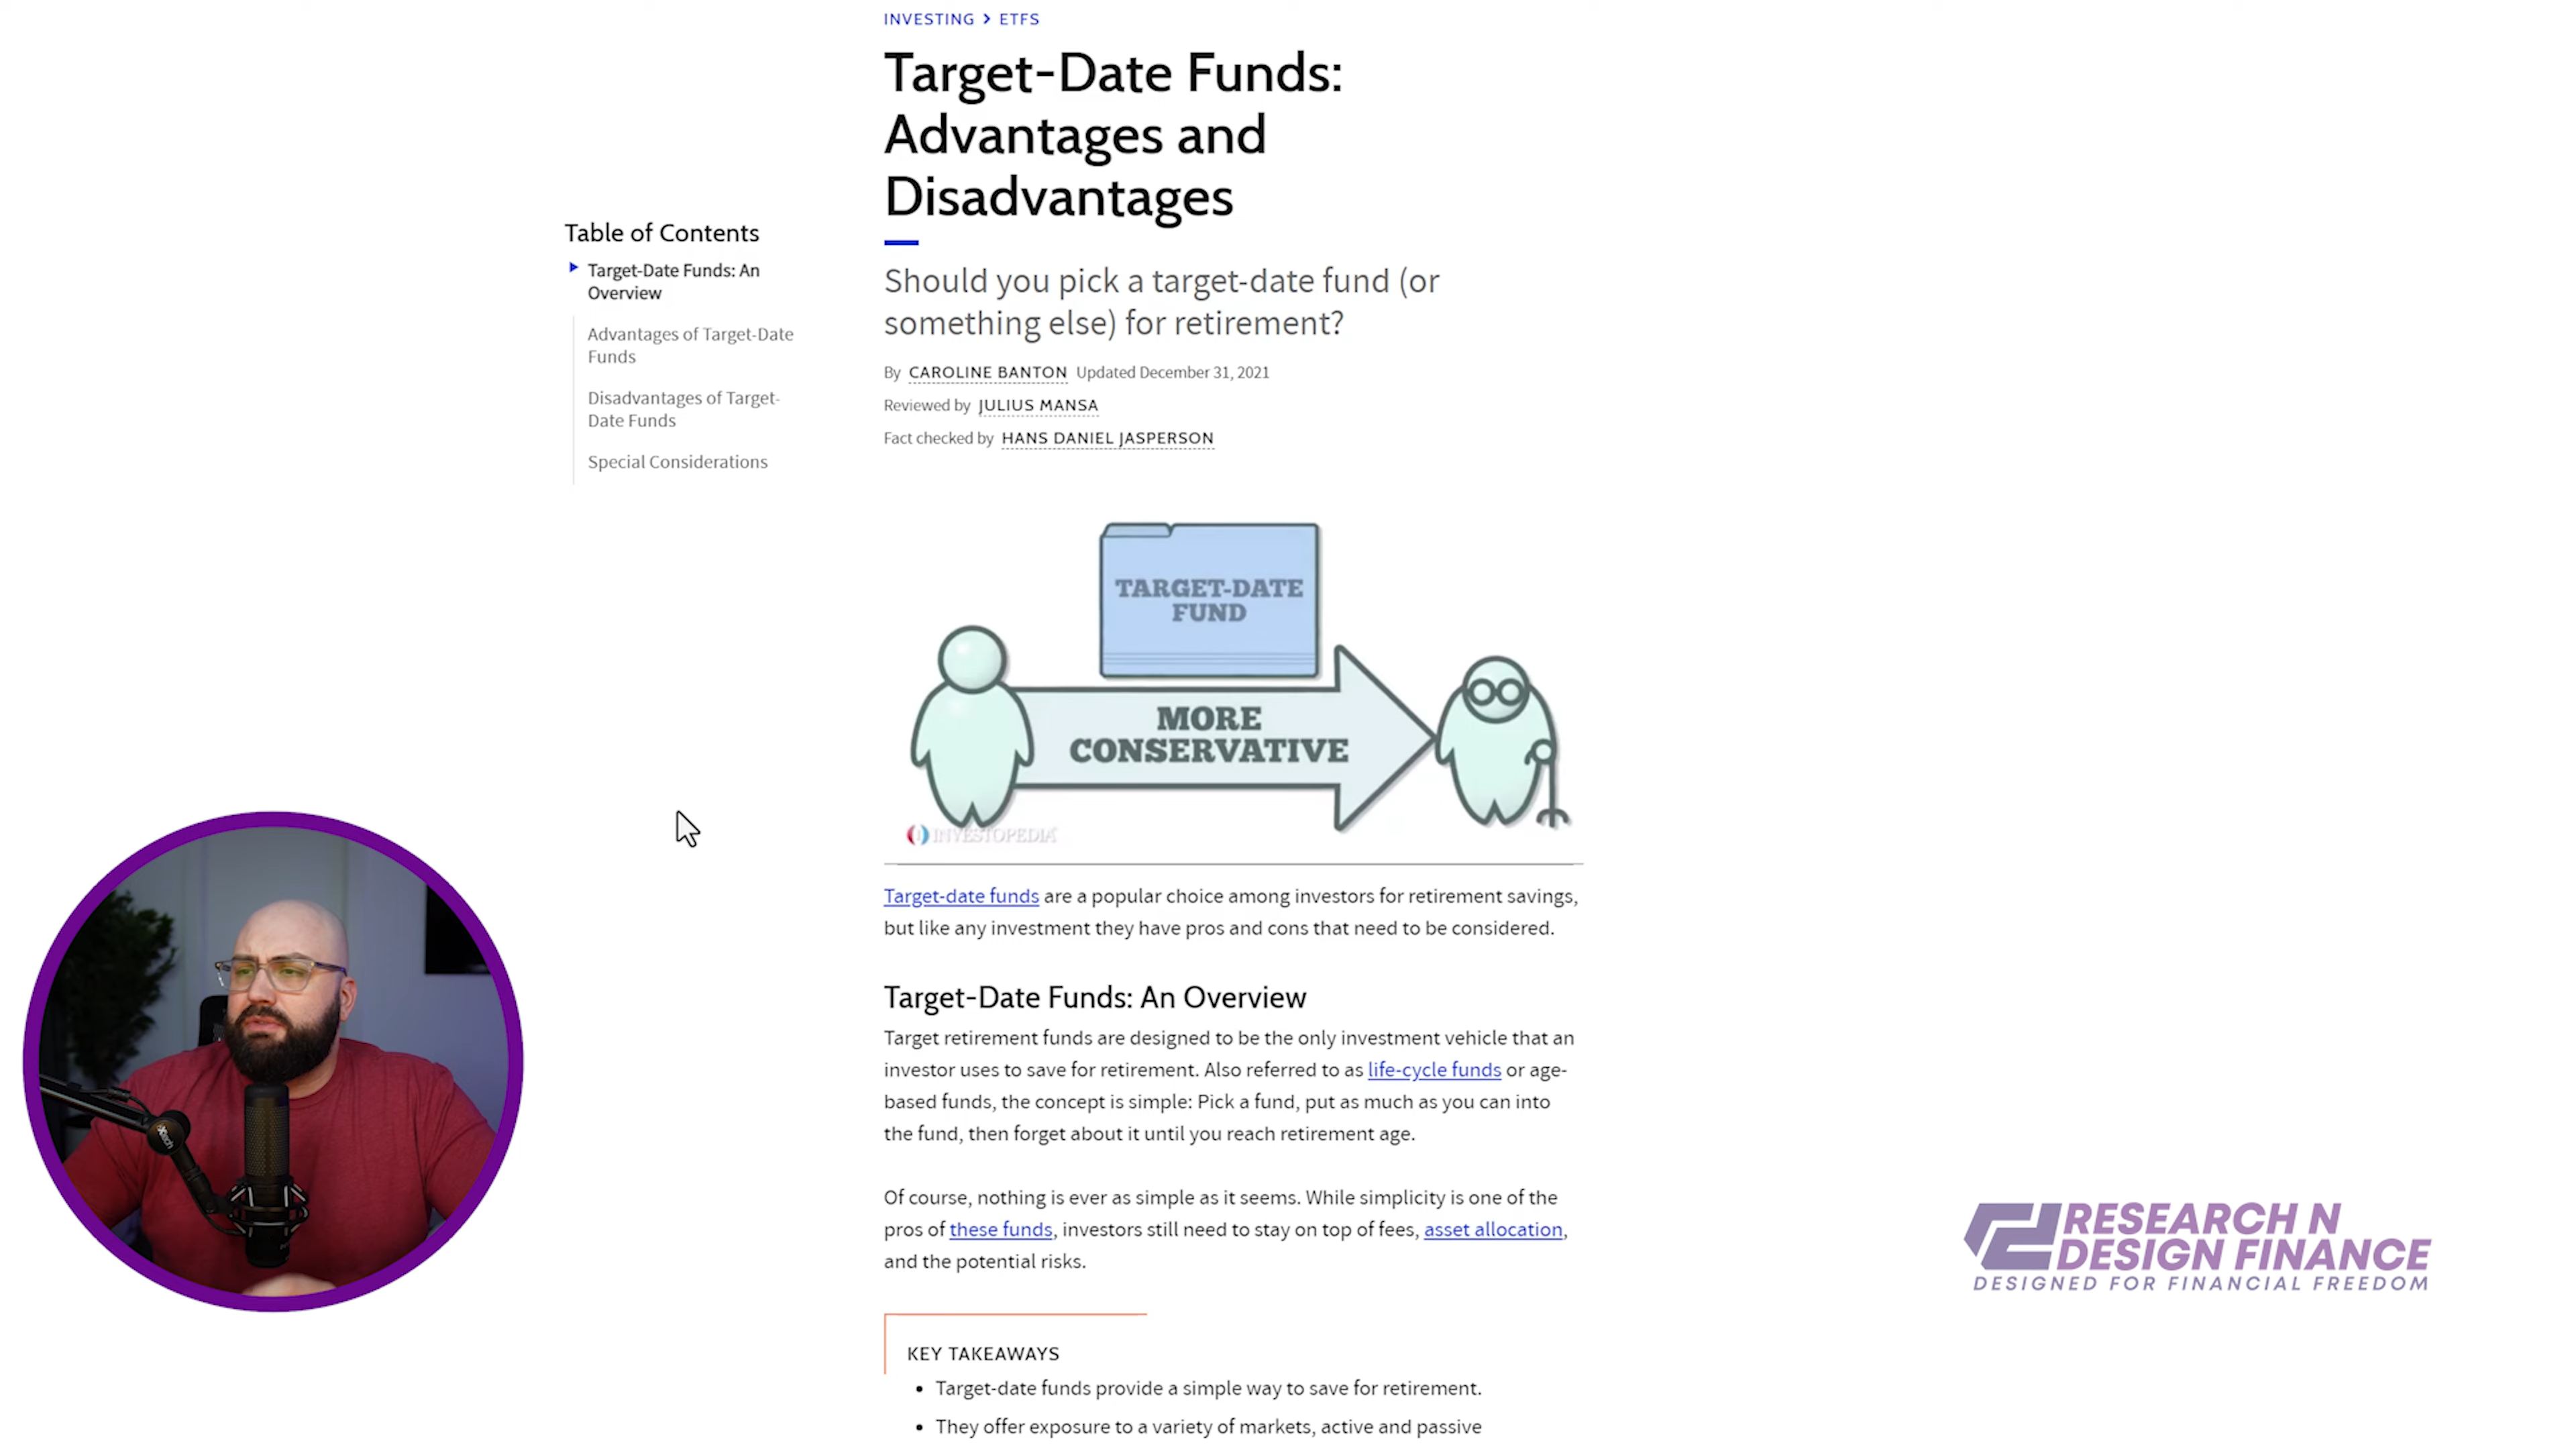 INVESTING > ETFS
Target-Date Funds:
Advantages and
Disadvantages
Should you pick a target-date fund (or
something else) for retirement?
By CAROLINE BANTON Updated December 31, 2021
Reviewed by JULIUS MANSA
Fact checked by HANS DANIEL JASPERSON
Table of Contents
Target-Date Funds: An
Overview
Advantages of Target-Date
Funds
Disadvantages of Target-
Date Funds
Special Considerations
TARGET-DATE
FUND
MORE
CONSERVATIVE
INVESTOPEDIA
Target-date funds are a popular choice among investors for retirement savings,
but like any investment they have pros and cons that need to be considered.
Target-Date Funds: An Overview
Target retirement funds are designed to be the only investment vehicle that an
investor uses to save for retirement. Also referred to as life-cycle funds or age-
based funds, the concept is simple: Pick a fund, put as much as you can into
the fund, then forget about it until you reach retirement age.
Of course, nothing is ever as simple as it seems. While simplicity is one of the
pros of these funds, investors still need to stay on top of fees, asset allocation,
and the potential risks.
KEY TAKEAWAYS
• Target-date funds provide a simple way to save for retirement.
• They offer exposure to a variety of markets, active and passive
RESEARCH N
DESIGN FINANCE
DESIGNED FOR FINANCIAL FREEDOM